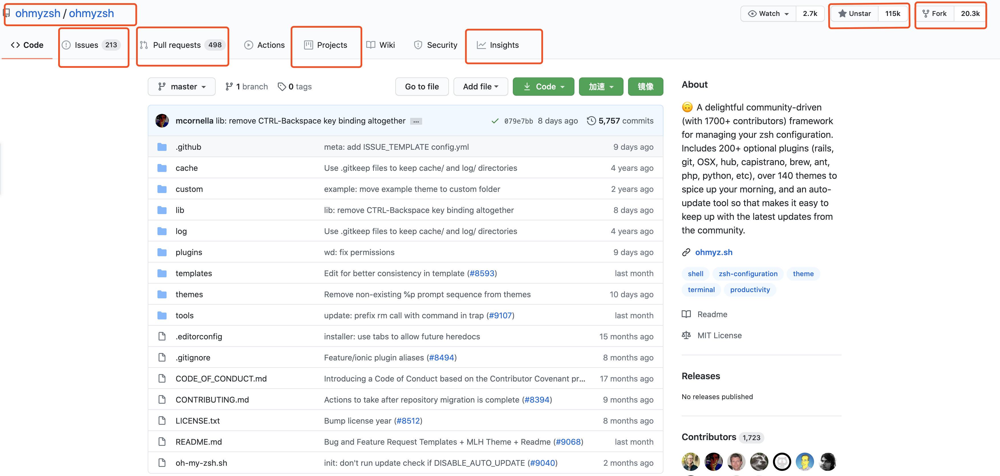 ohmyzsh / ohmyzsh
Watch 2.7k Unstar 115k Fork 20.3k
Code Issues 213 Pull requests 498 Actions Projects Wiki Security Insights
master 1 branch 0 tags Go to file Add file Code 加速 镜像
mcornella lib: remove CTRL-Backspace key binding altogether ... 079e7bb 8 days ago 5,757 commits
.github meta: add ISSUE_TEMPLATE config.yml 9 days ago
cache Use .gitkeep files to keep cache/ and log/ directories 4 years ago
custom example: move example theme to custom folder 2 years ago
lib lib: remove CTRL-Backspace key binding altogether 8 days ago
log Use .gitkeep files to keep cache/ and log/ directories 4 years ago
plugins wd: fix permissions 9 days ago
templates Edit for better consistency in template (#8593) last month
themes Remove non-existing %p prompt sequence from themes 10 days ago
tools update: prefix rm call with command in trap (#9107) last month
.editorconfig installer: use tabs to allow future heredocs 15 months ago
.gitignore Feature/ionic plugin aliases (#8494) 8 months ago
CODE_OF_CONDUCT.md Introducing a Code of Conduct based on the Contributor Covenant pr... 17 months ago
CONTRIBUTING.md Actions to take after repository migration is complete (#8394) 9 months ago
LICENSE.txt Bump license year (#8512) 8 months ago
README.md Bug and Feature Request Templates + MLH Theme + Readme (#9068) last month
oh-my-zsh.sh init: don't run update check if DISABLE_AUTO_UPDATE (#9040) 2 months ago
About
🙃 A delightful community-driven
(with 1700+ contributors) framework
for managing your zsh configuration.
Includes 200+ optional plugins (rails,
git, OSX, hub, capistrano, brew, ant,
php, python, etc), over 140 themes to
spice up your morning, and an auto-
update tool so that makes it easy to
keep up with the latest updates from
the community.
ohmyz.sh
shell zsh-configuration theme
terminal productivity
Readme
MIT License
Releases
No releases published
Contributors 1,723